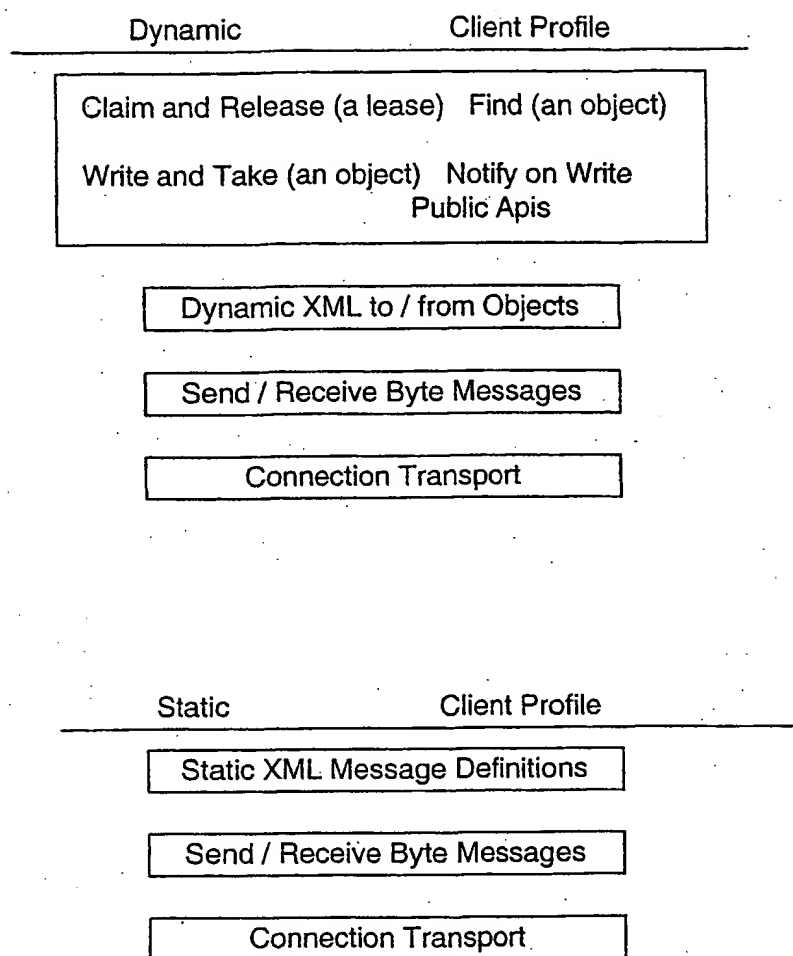 Dynamic Client Profile
Claim and Release (a lease) Find (an object)
Write and Take (an object) Notify on Write
Public Apis
Dynamic XML to / from Objects
Send / Receive Byte Messages
Connection Transport
Static Client Profile
Static XML Message Definitions
Send / Receive Byte Messages
Connection Transport